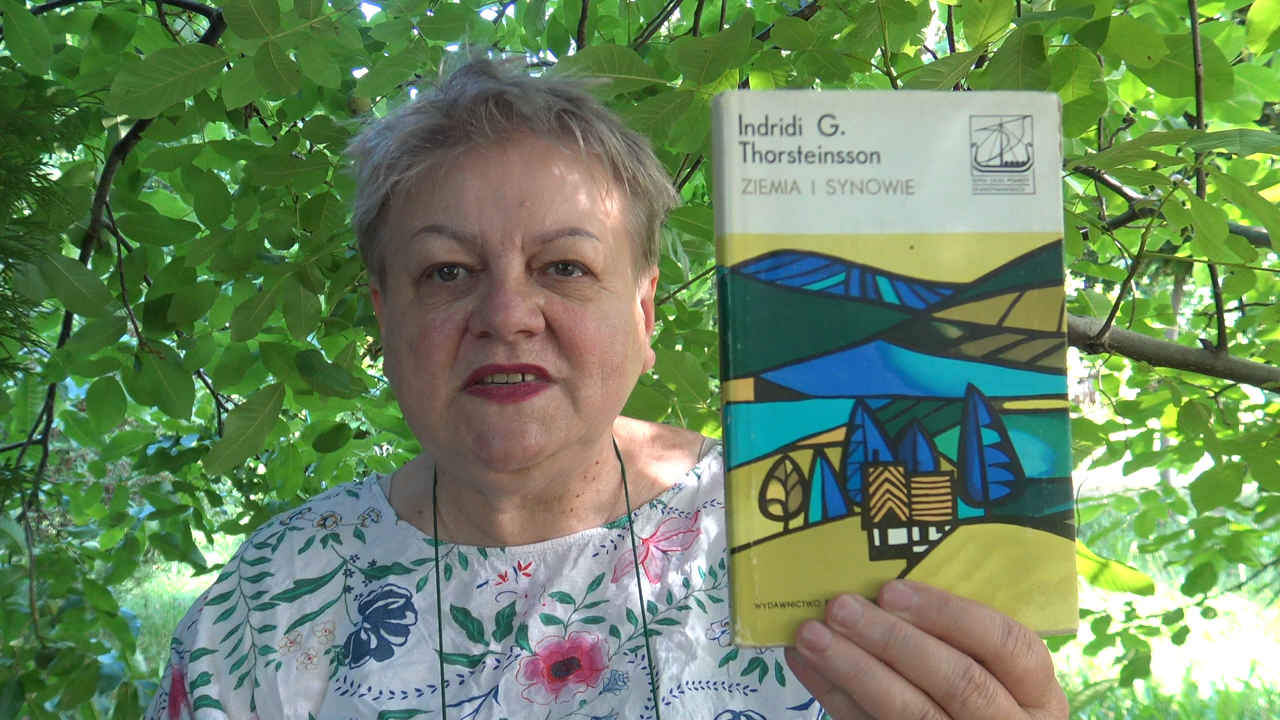 Indridi G.
Thorsteinsson
ZIEMIA I SYNOWIE
WYDAWNICTWO